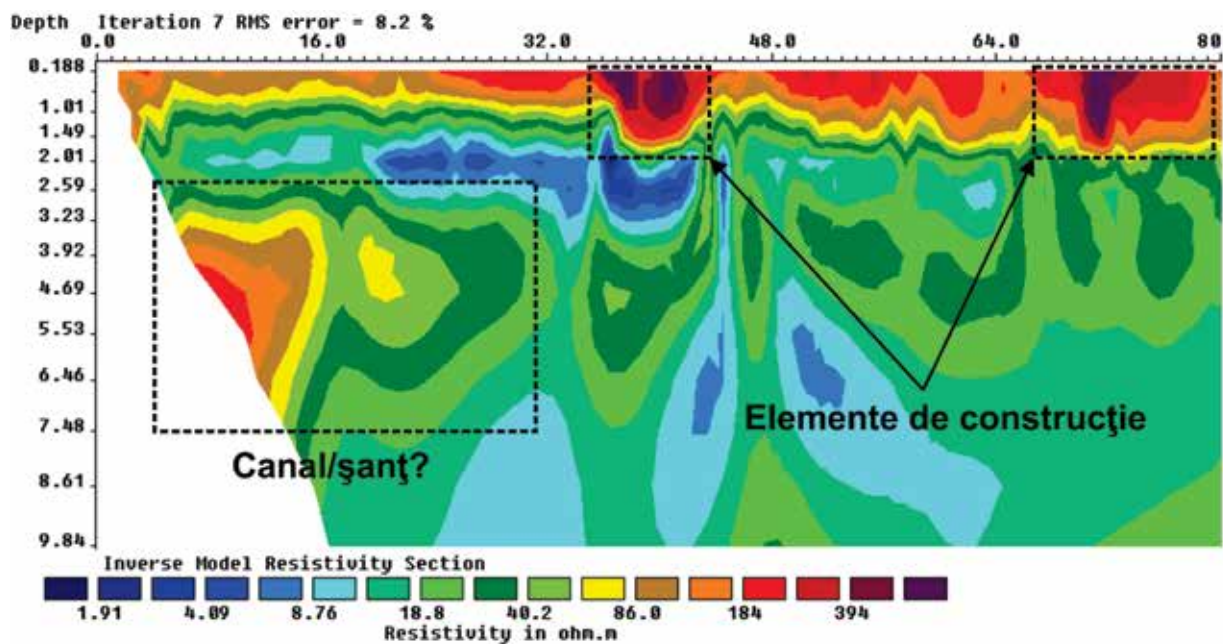 Depth Iteration 7 RMS error = 8.2 %
0.0 16.0 32.0 48.0 64.0 80
0.188
1.01
1.49
2.01
2.59
3.23
3.92
4.69
5.53
6.46
7.48
8.61
9.84
Elemente de construcţie
Canal/şanţ?
Inverse Model Resistivity Section
1.91 4.09 8.76 18.8 40.2 86.0 184 394
Resistivity in ohm.m